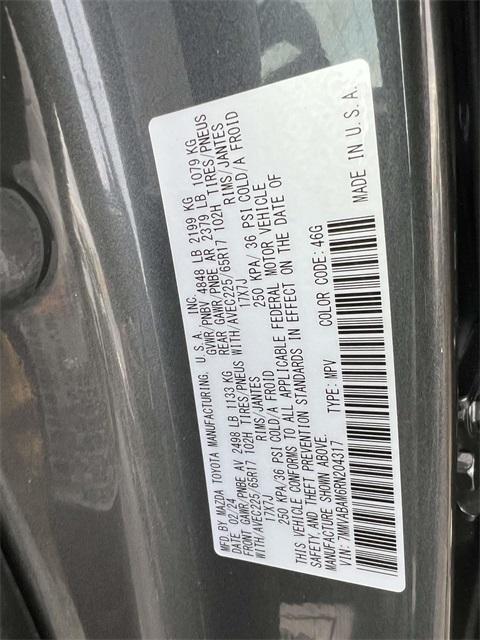 MFD. BY MAZDA TOYOTA MANUFACTURING, U.S.A., INC.
DATE 02/24 GVWR/PNBV 4848 LB 2199 KG
FRONT GAWR/PNBE AV 2498 LB 1133 KG REAR GAWR/PNBE AR 2379 LB 1079 KG
WITH/AVEC225/65R17 102H TIRES/PNEUS WITH/AVEC225/65R17 102H TIRES/PNEUS
RIMS/JANTES RIMS/JANTES
17X7J 17X7J
250 KPA/36 PSI COLD/A FROID 250 KPA/ 36 PSI COLD/A FROID
THIS VEHICLE CONFORMS TO ALL APPLICABLE FEDERAL MOTOR VEHICLE
SAFETY, AND THEFT PREVENTION STANDARDS IN EFFECT ON THE DATE OF
MANUFACTURE SHOWN ABOVE.
VIN: 7MMVABAM6RN204317 TYPE: MPV COLOR CODE: 46G
MADE IN U.S.A.